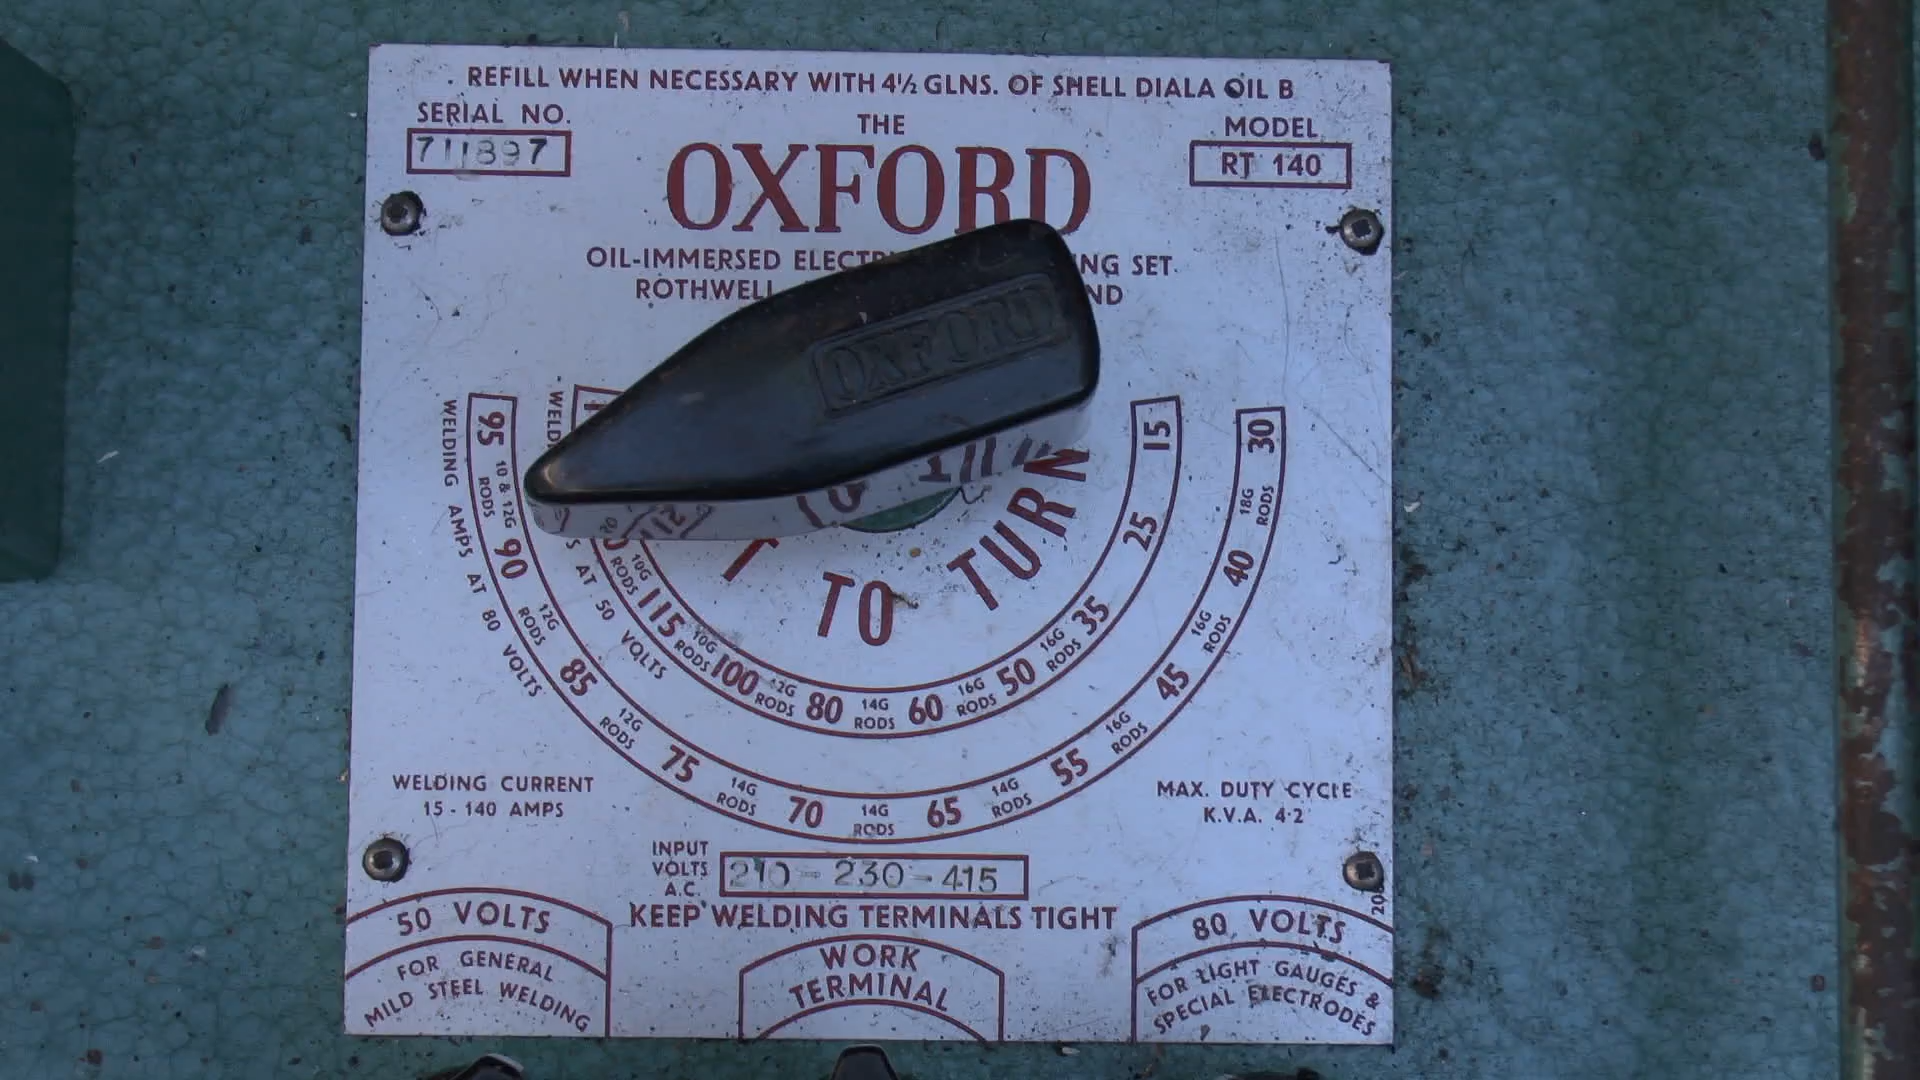 REFILL WHEN NECESSARY WITH 4½ GLNS. OF SHELL DIALA OIL B
SERIAL NO.
711897
THE
OXFORD
MODEL
RT 140
OIL-IMMERSED
SET
ROTHWELL
OXFORD
WELDING AMPS AT 80 VOLTS
95 10 & 12G RODS 90 12G RODS 85 12G RODS 75 14G RODS 70 14G RODS 65 14G RODS 55 16G RODS 45 16G RODS 40 18G RODS 30
AT 50 VOLTS
10G RODS 115 10G RODS 100 12G RODS 80 14G RODS 60 16G RODS 50 16G RODS 35 25 15
TO TURN
WELDING CURRENT
15 - 140 AMPS
MAX. DUTY CYCLE
K.V.A. 4·2
INPUT
VOLTS
A.C.
210 - 230 - 415
KEEP WELDING TERMINALS TIGHT
50 VOLTS
FOR GENERAL
MILD STEEL WELDING
WORK
TERMINAL
80 VOLTS
FOR LIGHT GAUGES &
SPECIAL ELECTRODES